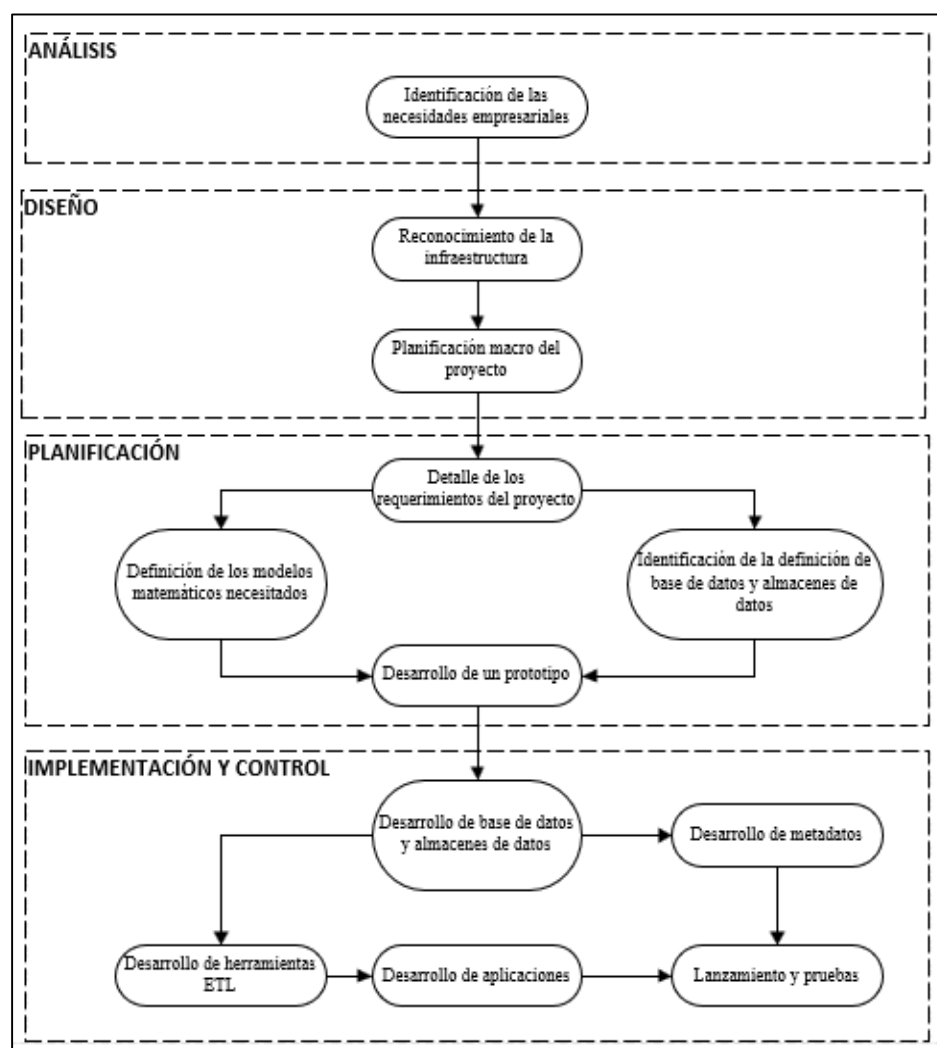 ANÁLISIS
Identificación de las
necesidades empresariales
DISEÑO
Reconocimiento de la
infraestructura
Planificación macro del
proyecto
PLANIFICACIÓN
Detalle de los
requerimientos del proyecto
Definición de los modelos
matemáticos necesitados
Identificación de la definición de
base de datos y almacenes de
datos
Desarrollo de un prototipo
IMPLEMENTACIÓN Y CONTROL
Desarrollo de base de datos
y almacenes de datos
Desarrollo de metadatos
Desarrollo de herramientas
ETL
Desarrollo de aplicaciones
Lanzamiento y pruebas